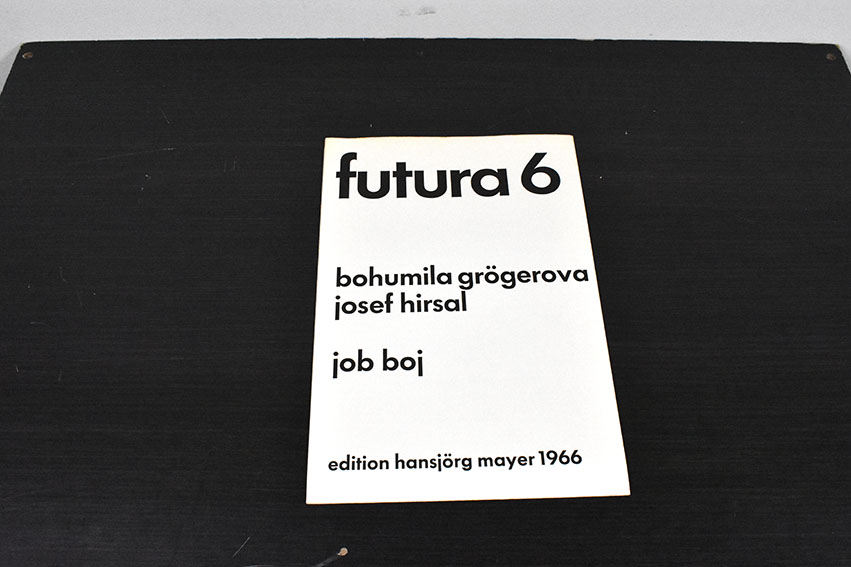 futura 6
bohumila grögerova
josef hirsal
job boj
edition hansjörg mayer 1966